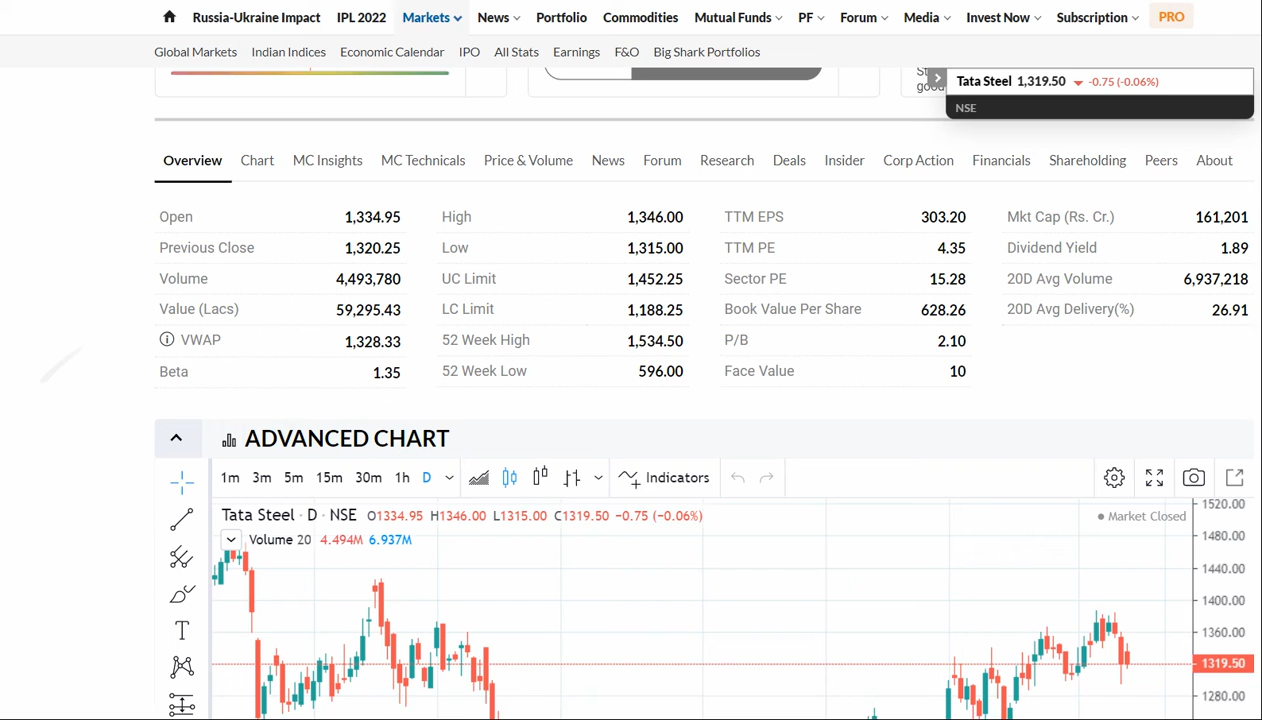 Russia-Ukraine Impact IPL 2022 Markets News Portfolio Commodities Mutual Funds PF Forum Media Invest Now Subscription PRO
Global Markets Indian Indices Economic Calendar IPO All Stats Earnings F&O Big Shark Portfolios
Tata Steel 1,319.50 -0.75 (-0.06%)
NSE
Overview Chart MC Insights MC Technicals Price & Volume News Forum Research Deals Insider Corp Action Financials Shareholding Peers About
Open 1,334.95 High 1,346.00 TTM EPS 303.20 Mkt Cap (Rs. Cr.) 161,201
Previous Close 1,320.25 Low 1,315.00 TTM PE 4.35 Dividend Yield 1.89
Volume 4,493,780 UC Limit 1,452.25 Sector PE 15.28 20D Avg Volume 6,937,218
Value (Lacs) 59,295.43 LC Limit 1,188.25 Book Value Per Share 628.26 20D Avg Delivery(%) 26.91
VWAP 1,328.33 52 Week High 1,534.50 P/B 2.10
Beta 1.35 52 Week Low 596.00 Face Value 10
ADVANCED CHART
1m 3m 5m 15m 30m 1h D Indicators
Tata Steel · D · NSE O1334.95 H1346.00 L1315.00 C1319.50 -0.75 (-0.06%) Market Closed
Volume 20 4.494M 6.937M
1520.00
1480.00
1440.00
1400.00
1360.00
1319.50
1280.00